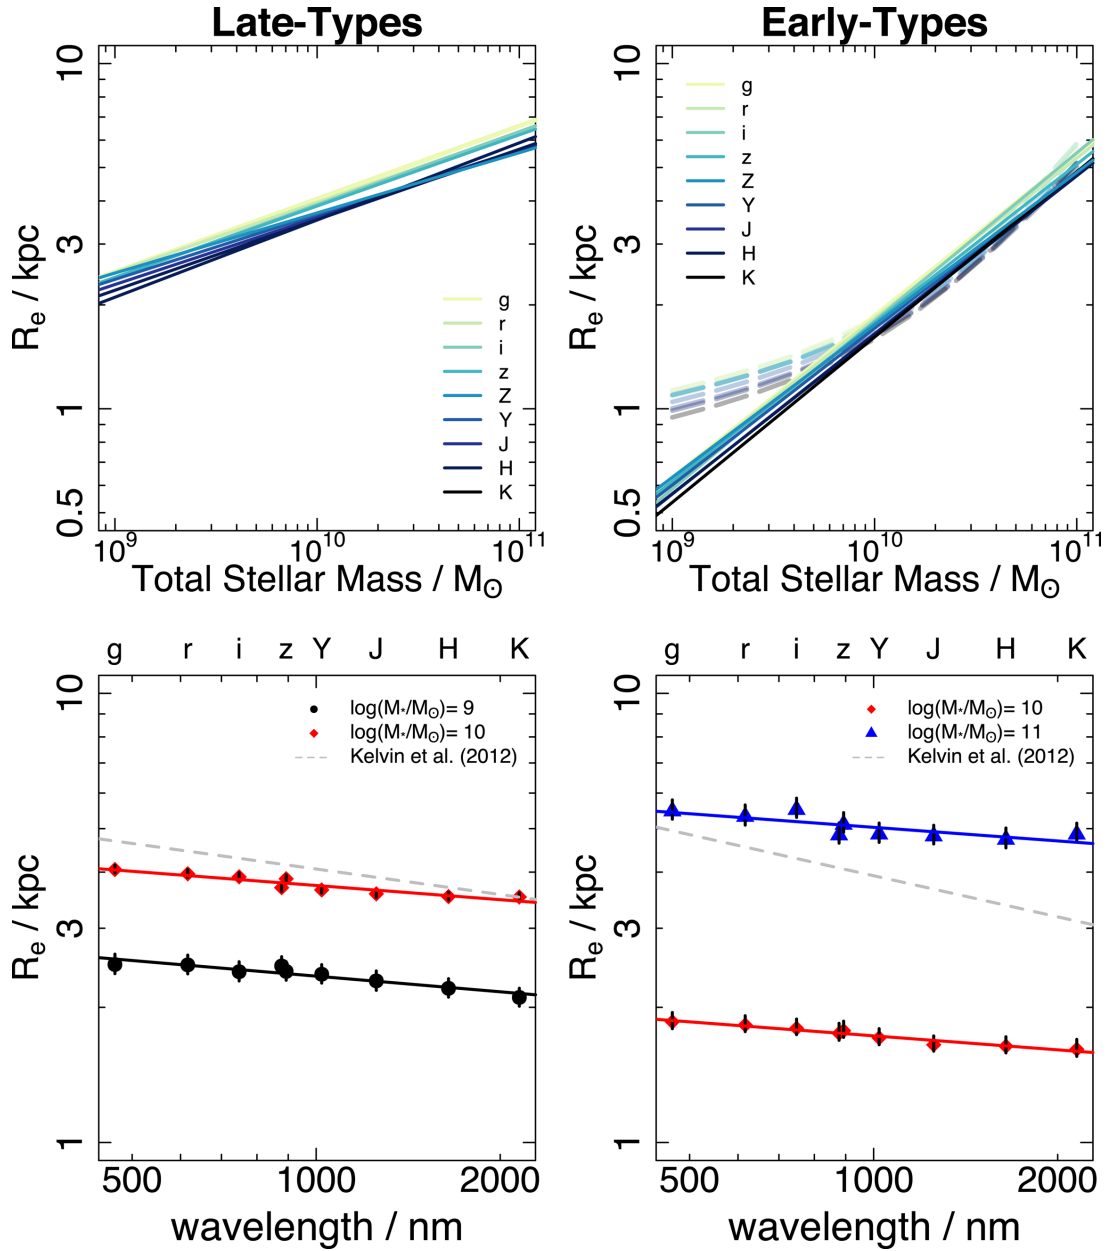 Late-Types
Early-Types
10
3
1
0.5
R_e / kpc
g
r
i
z
Z
Y
J
H
K
10^9
10^10
10^11
Total Stellar Mass / M_⊙
10
3
1
0.5
R_e / kpc
g
r
i
z
Z
Y
J
H
K
10^9
10^10
10^11
Total Stellar Mass / M_⊙
g r i z Y J H K
10
3
1
R_e / kpc
log(M_*/M_⊙)= 9
log(M_*/M_⊙)= 10
Kelvin et al. (2012)
500 1000 2000
wavelength / nm
g r i z Y J H K
10
3
1
R_e / kpc
log(M_*/M_⊙)= 10
log(M_*/M_⊙)= 11
Kelvin et al. (2012)
500 1000 2000
wavelength / nm